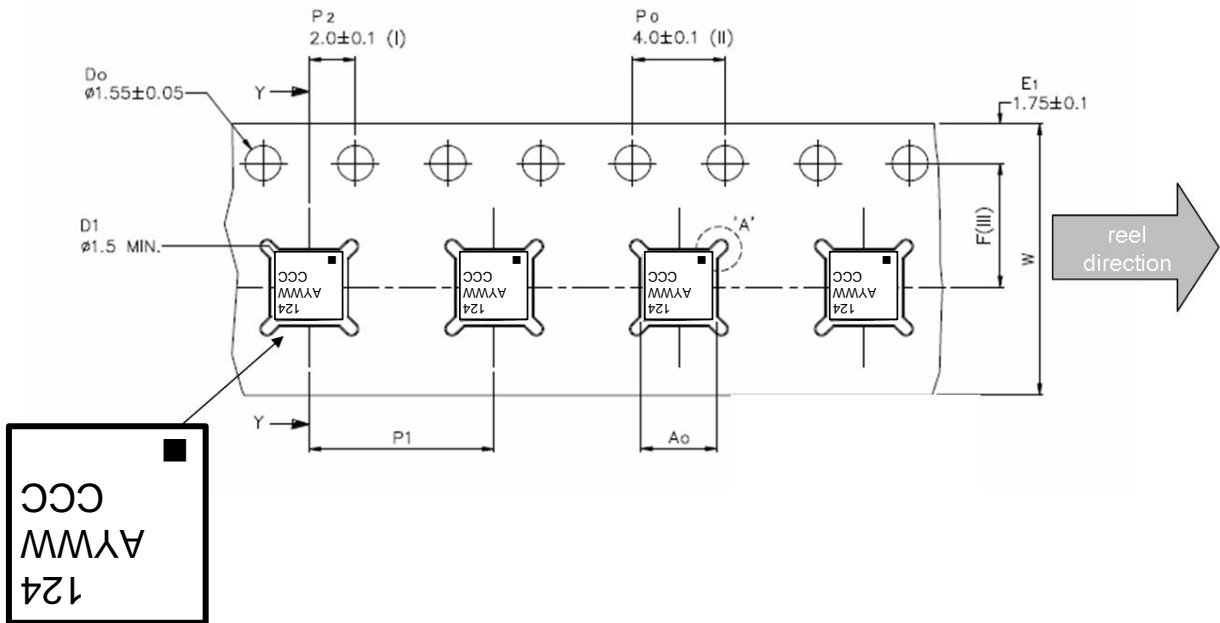 P2
2.0±0.1 (I)
Po
4.0±0.1 (II)
Do
ø1.55±0.05
Y
E1
1.75±0.1
D1
ø1.5 MIN.
'A'
F(III)
W
reel
direction
124
AYWW
CCC
124
AYWW
CCC
124
AYWW
CCC
124
AYWW
CCC
Y
P1
Ao
124
AYWW
CCC